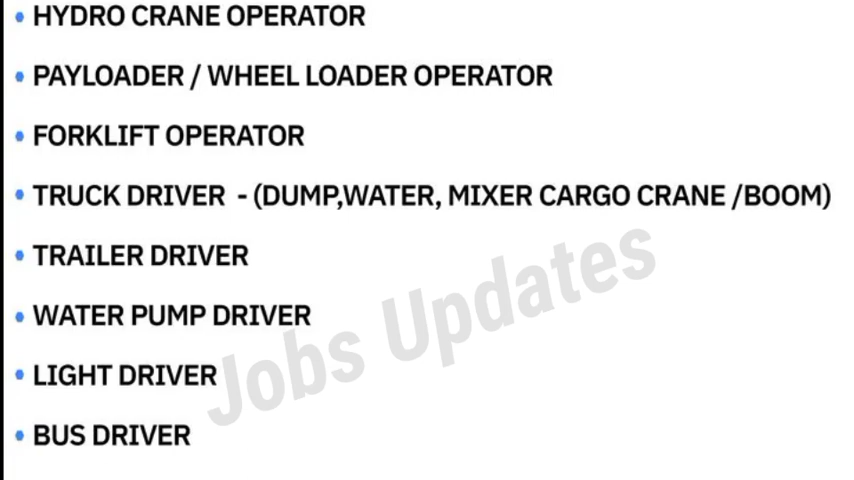 • HYDRO CRANE OPERATOR
• PAYLOADER / WHEEL LOADER OPERATOR
• FORKLIFT OPERATOR
• TRUCK DRIVER - (DUMP,WATER, MIXER CARGO CRANE /BOOM)
• TRAILER DRIVER
• WATER PUMP DRIVER
• LIGHT DRIVER
• BUS DRIVER
Jobs Updates